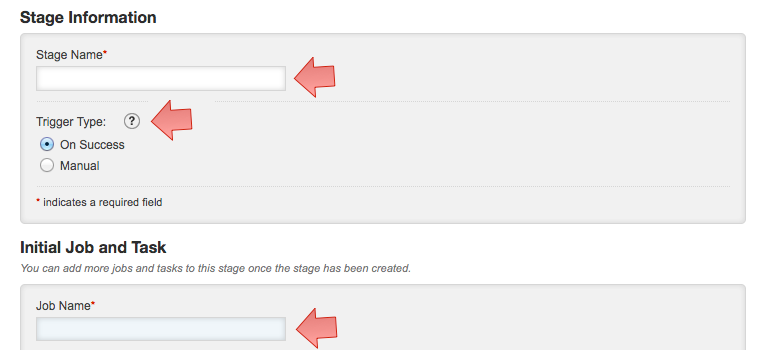 Stage Information
Stage Name*
Trigger Type: ?
On Success
Manual
* indicates a required field
Initial Job and Task
You can add more jobs and tasks to this stage once the stage has been created.
Job Name*